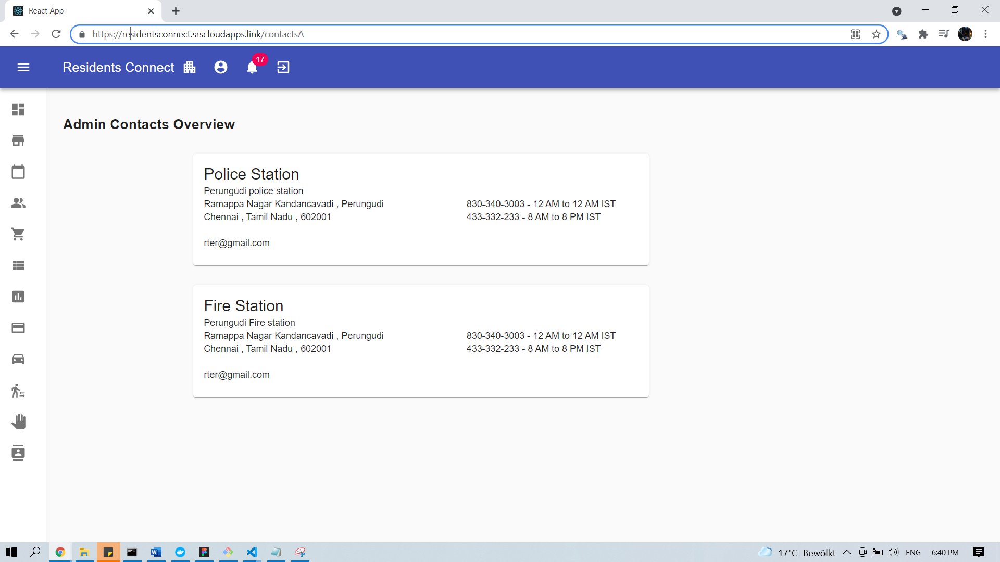 React App
https://residentsconnect.srscloudapps.link/contactsA
Residents Connect
17
Admin Contacts Overview
Police Station
Perungudi police station
Ramappa Nagar Kandancavadi , Perungudi
830-340-3003 - 12 AM to 12 AM IST
Chennai , Tamil Nadu , 602001
433-332-233 - 8 AM to 8 PM IST
rter@gmail.com
Fire Station
Perungudi Fire station
Ramappa Nagar Kandancavadi , Perungudi
830-340-3003 - 12 AM to 12 AM IST
Chennai , Tamil Nadu , 602001
433-332-233 - 8 AM to 8 PM IST
rter@gmail.com
17°C Bewölkt
ENG
6:40 PM